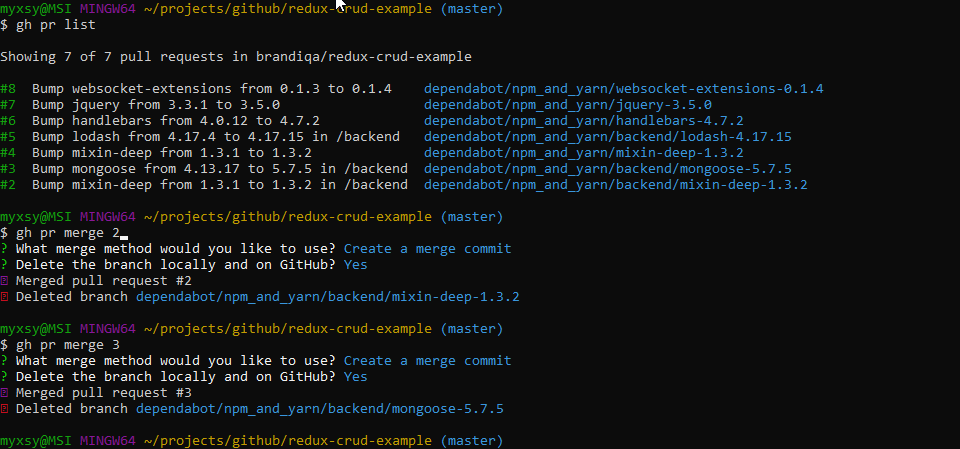 myxsy@MSI MINGW64 ~/projects/github/redux-crud-example (master)
$ gh pr list
Showing 7 of 7 pull requests in brandiqa/redux-crud-example
#8  Bump websocket-extensions from 0.1.3 to 0.1.4    dependabot/npm_and_yarn/websocket-extensions-0.1.4
#7  Bump jquery from 3.3.1 to 3.5.0                  dependabot/npm_and_yarn/jquery-3.5.0
#6  Bump handlebars from 4.0.12 to 4.7.2             dependabot/npm_and_yarn/handlebars-4.7.2
#5  Bump lodash from 4.17.4 to 4.17.15 in /backend   dependabot/npm_and_yarn/backend/lodash-4.17.15
#4  Bump mixin-deep from 1.3.1 to 1.3.2              dependabot/npm_and_yarn/mixin-deep-1.3.2
#3  Bump mongoose from 4.13.17 to 5.7.5 in /backend  dependabot/npm_and_yarn/backend/mongoose-5.7.5
#2  Bump mixin-deep from 1.3.1 to 1.3.2 in /backend  dependabot/npm_and_yarn/backend/mixin-deep-1.3.2
myxsy@MSI MINGW64 ~/projects/github/redux-crud-example (master)
$ gh pr merge 2
? What merge method would you like to use? Create a merge commit
? Delete the branch locally and on GitHub? Yes
Merged pull request #2
Deleted branch dependabot/npm_and_yarn/backend/mixin-deep-1.3.2
myxsy@MSI MINGW64 ~/projects/github/redux-crud-example (master)
$ gh pr merge 3
? What merge method would you like to use? Create a merge commit
? Delete the branch locally and on GitHub? Yes
Merged pull request #3
Deleted branch dependabot/npm_and_yarn/backend/mongoose-5.7.5
myxsy@MSI MINGW64 ~/projects/github/redux-crud-example (master)